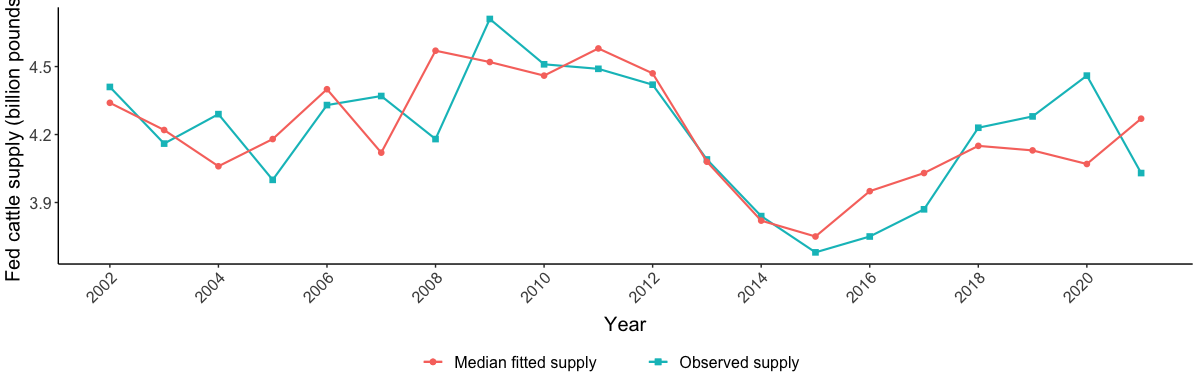 Fed cattle supply (billion pounds
4.5
4.2
3.9
2002 2004 2006 2008 2010 2012 2014 2016 2018 2020
Year
Median fitted supply Observed supply